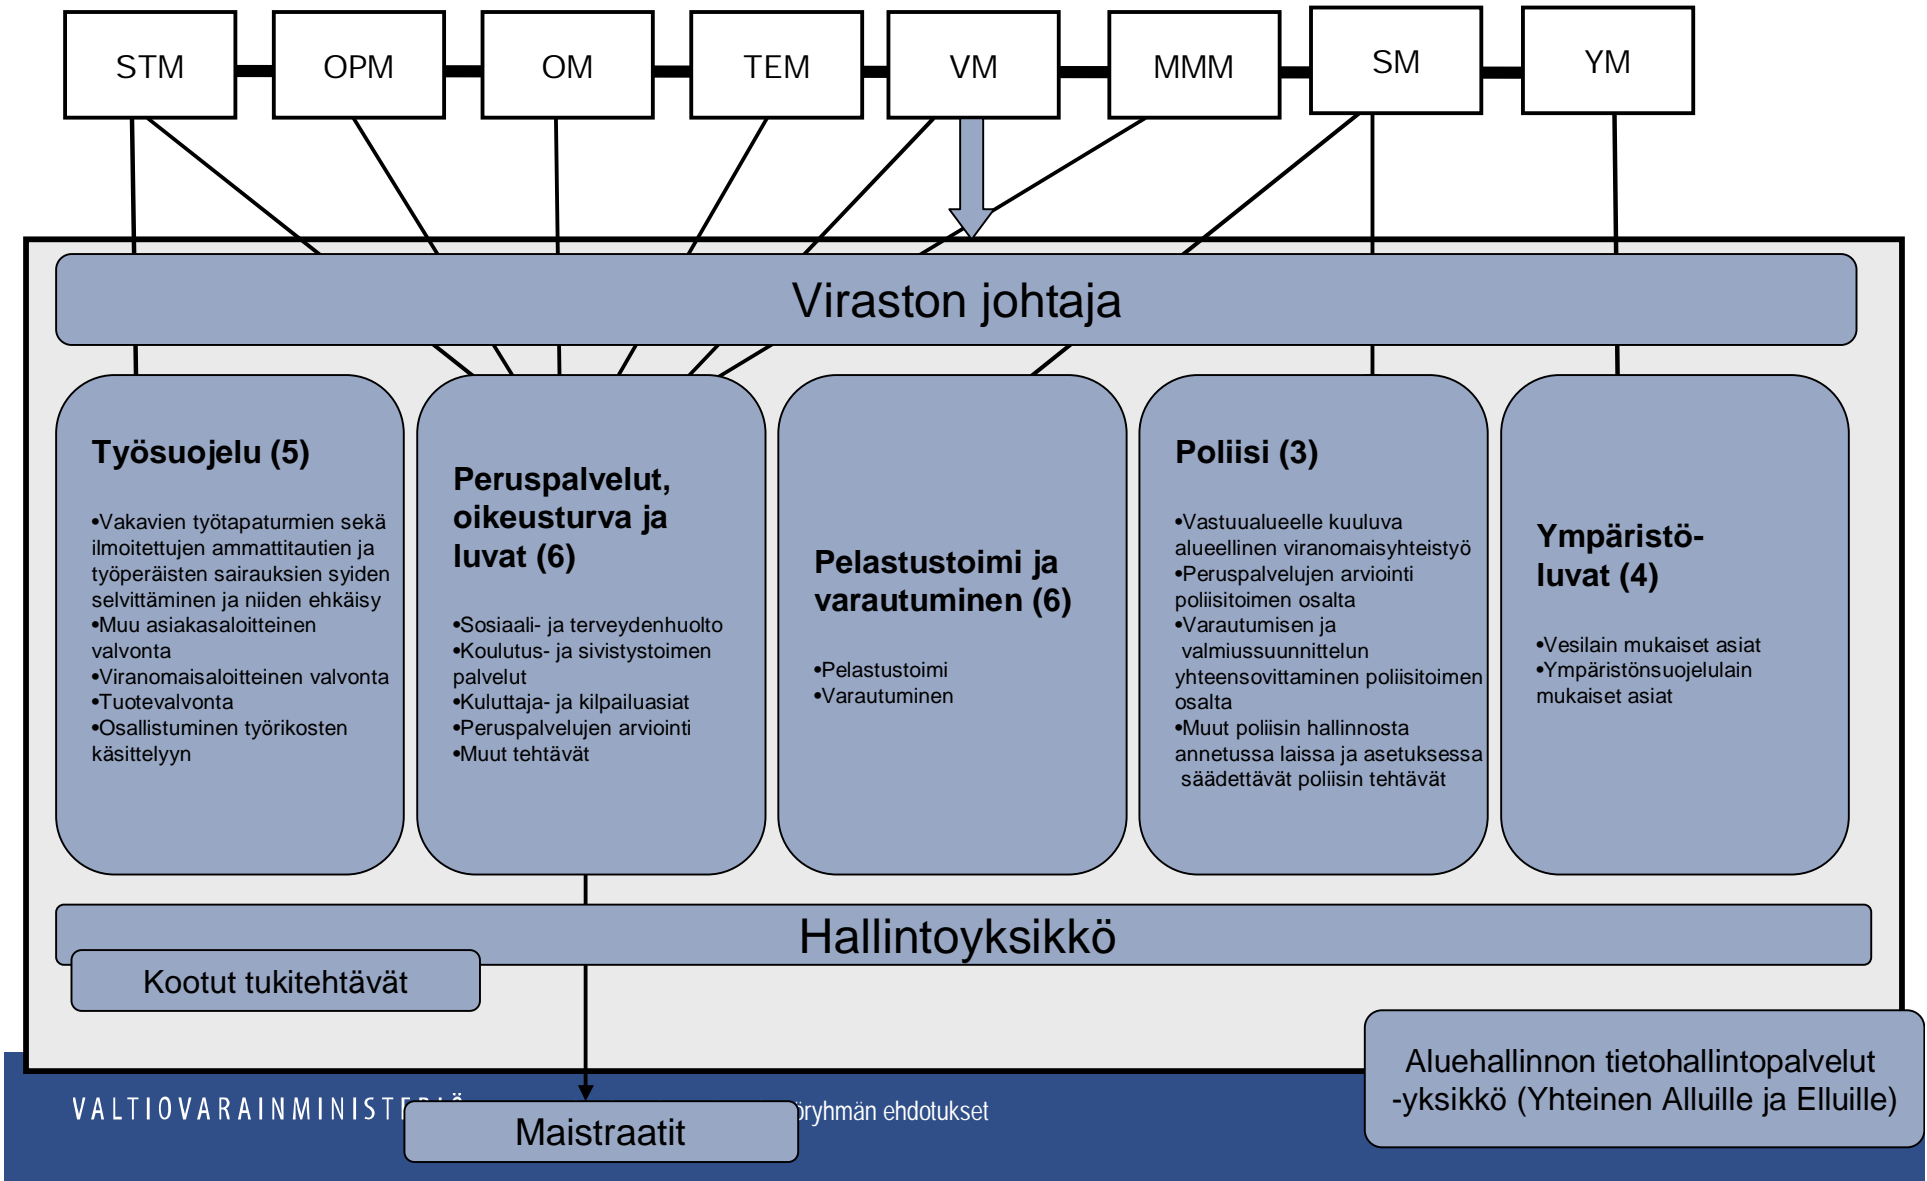 STM
OPM
OM
TEM
VM
MMM
SM
YM
Viraston johtaja
Työsuojelu (5)
•Vakavien työtapaturmien sekä
ilmoitettujen ammattitautien ja
työperäisten sairauksien syiden
selvittäminen ja niiden ehkäisy
•Muu asiakasaloitteinen
valvonta
•Viranomaisaloitteinen valvonta
•Tuotevalvonta
•Osallistuminen työrikosten
käsittelyyn
Peruspalvelut,
oikeusturva ja
luvat (6)
•Sosiaali- ja terveydenhuolto
•Koulutus- ja sivistystoimen
palvelut
•Kuluttaja- ja kilpailuasiat
•Peruspalvelujen arviointi
•Muut tehtävät
Pelastustoimi ja
varautuminen (6)
•Pelastustoimi
•Varautuminen
Poliisi (3)
•Vastuualueelle kuuluva
alueellinen viranomaisyhteistyö
•Peruspalvelujen arviointi
poliisitoimen osalta
•Varautumisen ja
valmiussuunnittelun
yhteensovittaminen poliisitoimen
osalta
•Muut poliisin hallinnosta
annetussa laissa ja asetuksessa
säädettävät poliisin tehtävät
Ympäristö-
luvat (4)
•Vesilain mukaiset asiat
•Ympäristönsuojelulain
mukaiset asiat
Hallintoyksikkö
Kootut tukitehtävät
Aluehallinnon tietohallintopalvelut
-yksikkö (Yhteinen Alluille ja Elluille)
VALTIOVARAINMINISTERIÖ
ehdotukset
Maistraatit